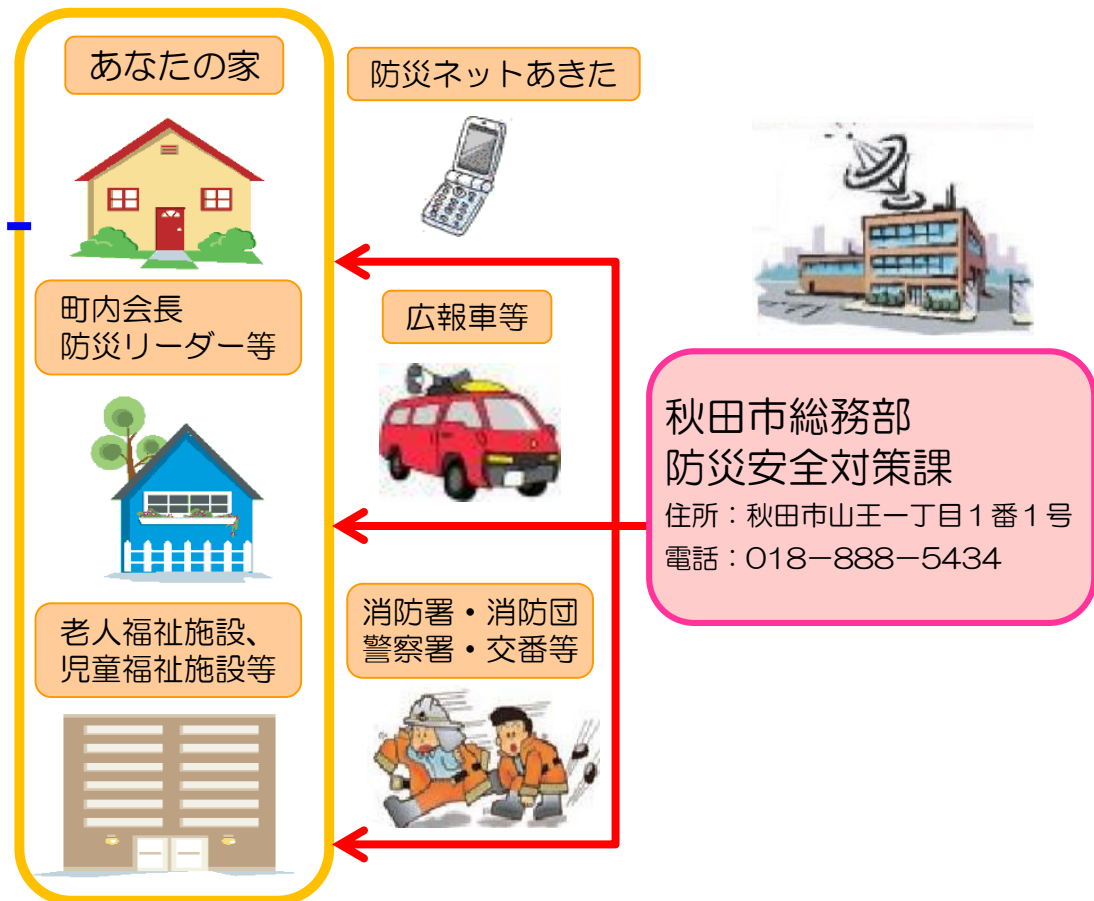 あなたの家
町内会長
防災リーダー等
老人福祉施設、
児童福祉施設等
防災ネットあきた
広報車等
消防署・消防団
警察署・交番等
秋田市総務部
防災安全対策課
住所：秋田市山王一丁目1番1号
電話：018－888－5434